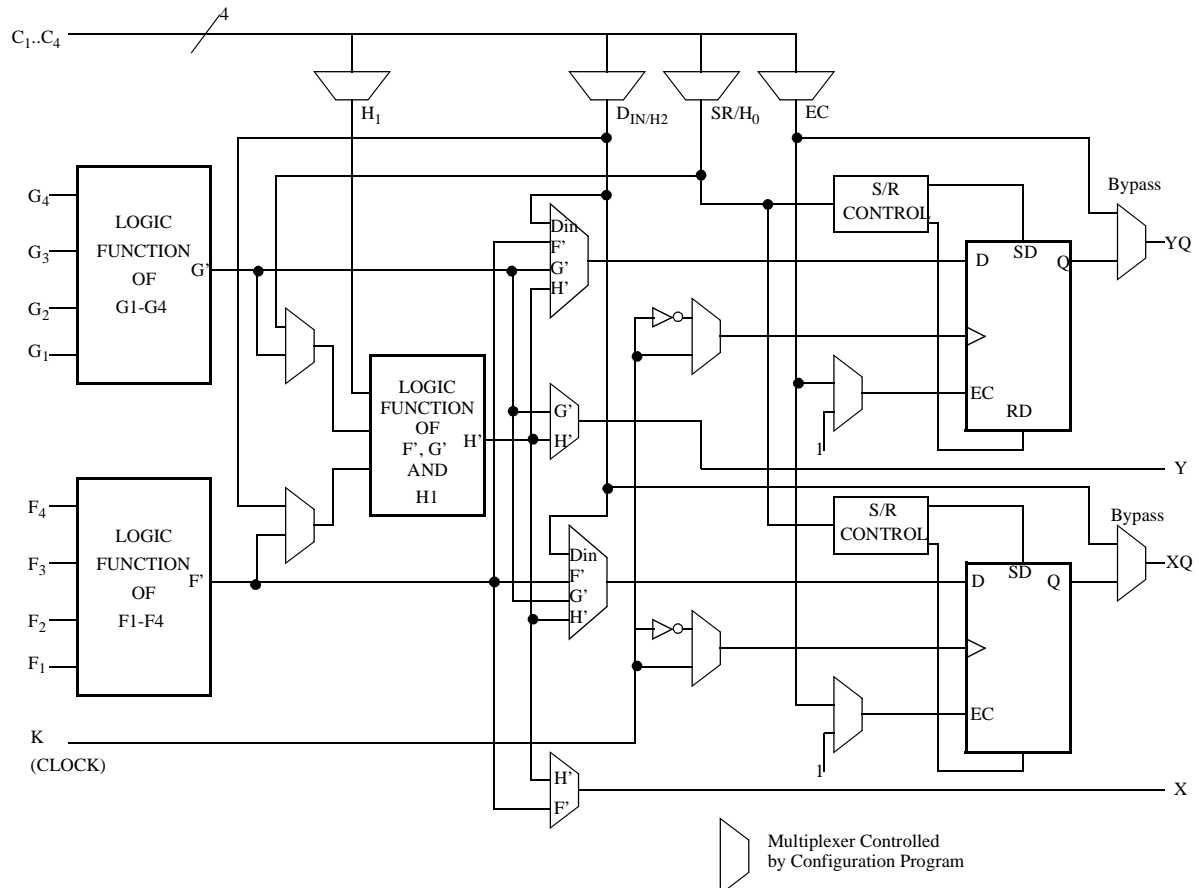 C1..C4
4
H1
DIN/H2
SR/H0
EC
G4
G3
G2
G1
LOGIC
FUNCTION
OF
G1-G4
G'
S/R
CONTROL
Bypass
Din
F'
G'
H'
D
SD
Q
YQ
EC
RD
1
LOGIC
FUNCTION
OF
F', G'
AND
H1
H'
G'
H'
Y
F4
F3
F2
F1
LOGIC
FUNCTION
OF
F1-F4
F'
S/R
CONTROL
Bypass
Din
F'
G'
H'
D
SD
Q
XQ
EC
1
K
(CLOCK)
H'
F'
X
Multiplexer Controlled
by Configuration Program